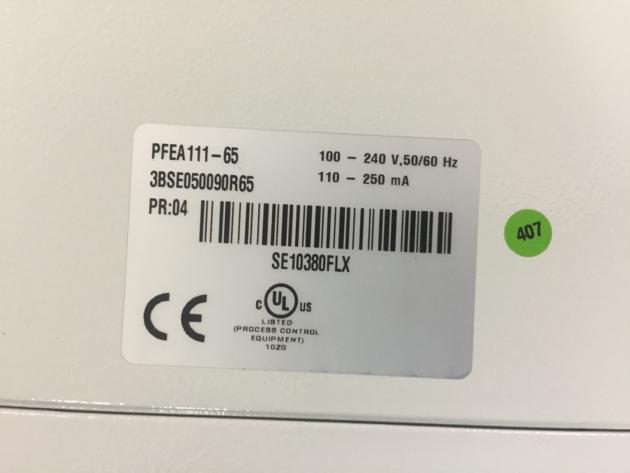 PFEA111-65
100 - 240 V,50/60 Hz
3BSE050090R65
110 - 250 mA
PR:04
SE10380FLX
CE
C UL US
LISTED
(PROCESS CONTROL
EQUIPMENT)
10Z0
407